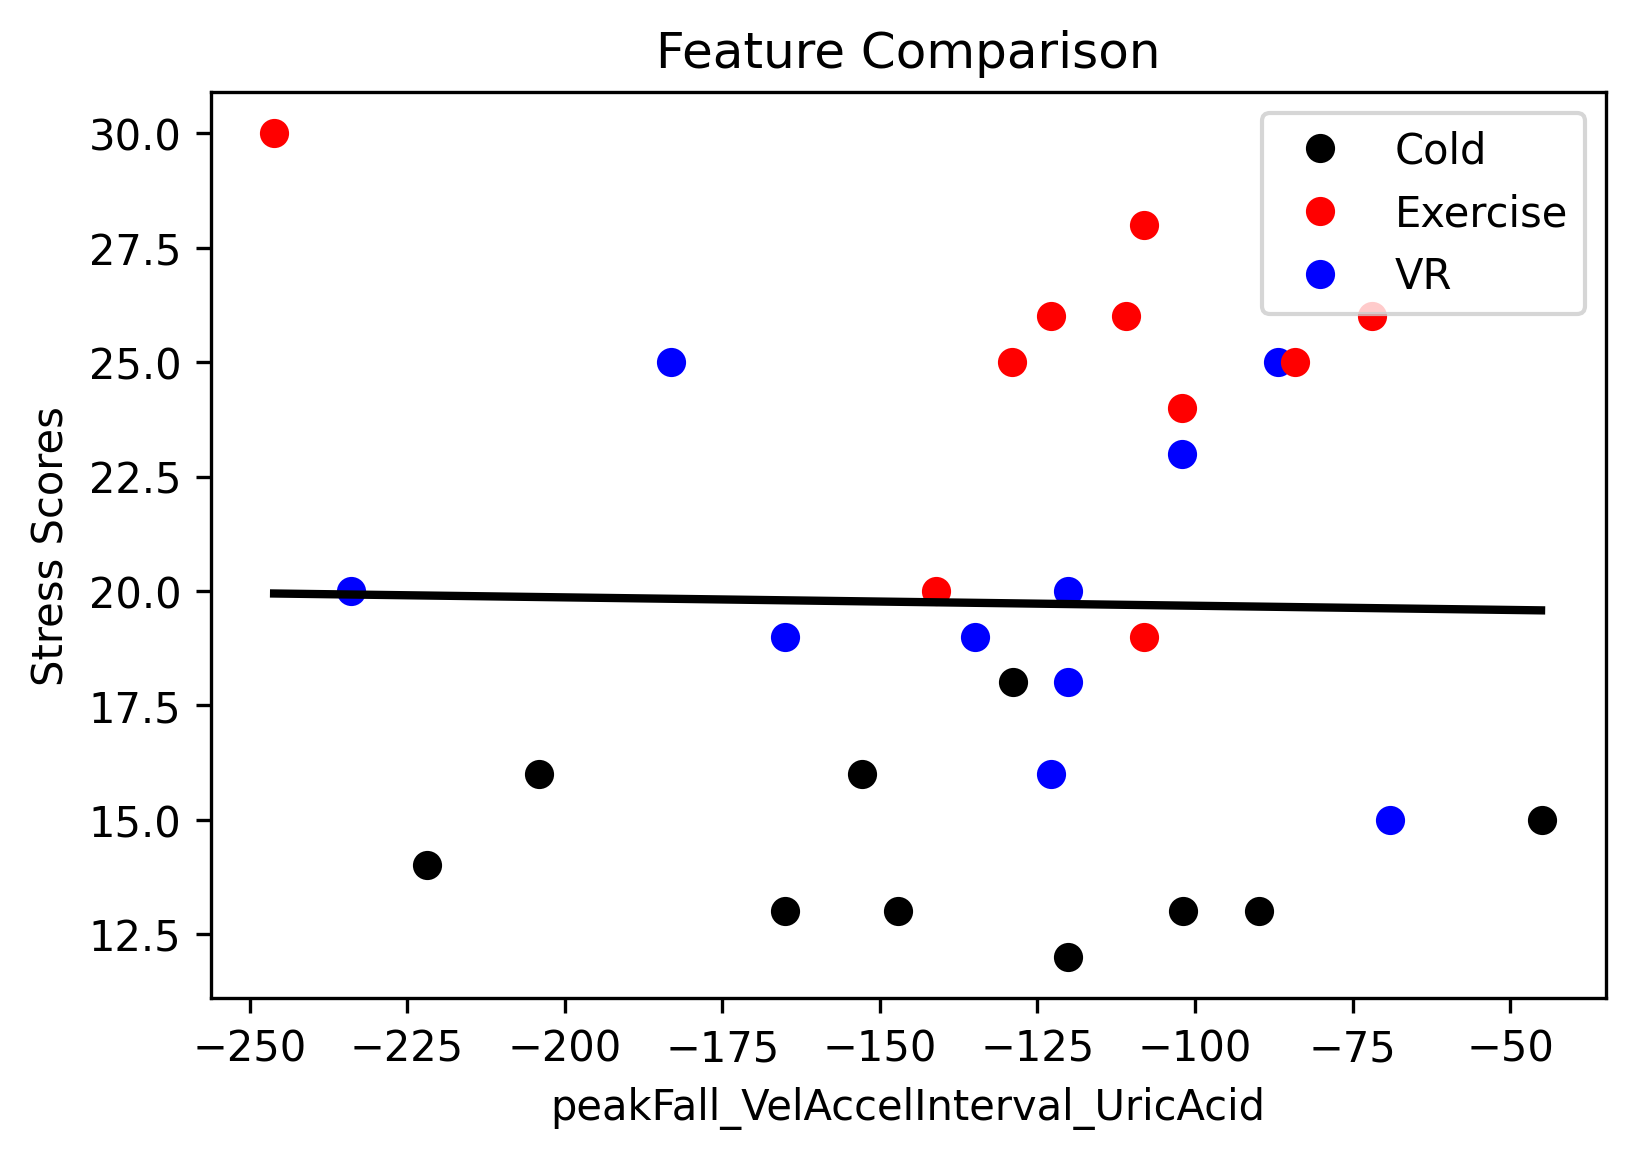 Feature Comparison
30.0
27.5
25.0
22.5
20.0
17.5
15.0
12.5
Stress Scores
Cold
Exercise
VR
−250 −225 −200 −175 −150 −125 −100 −75 −50
peakFall_VelAccelInterval_UricAcid